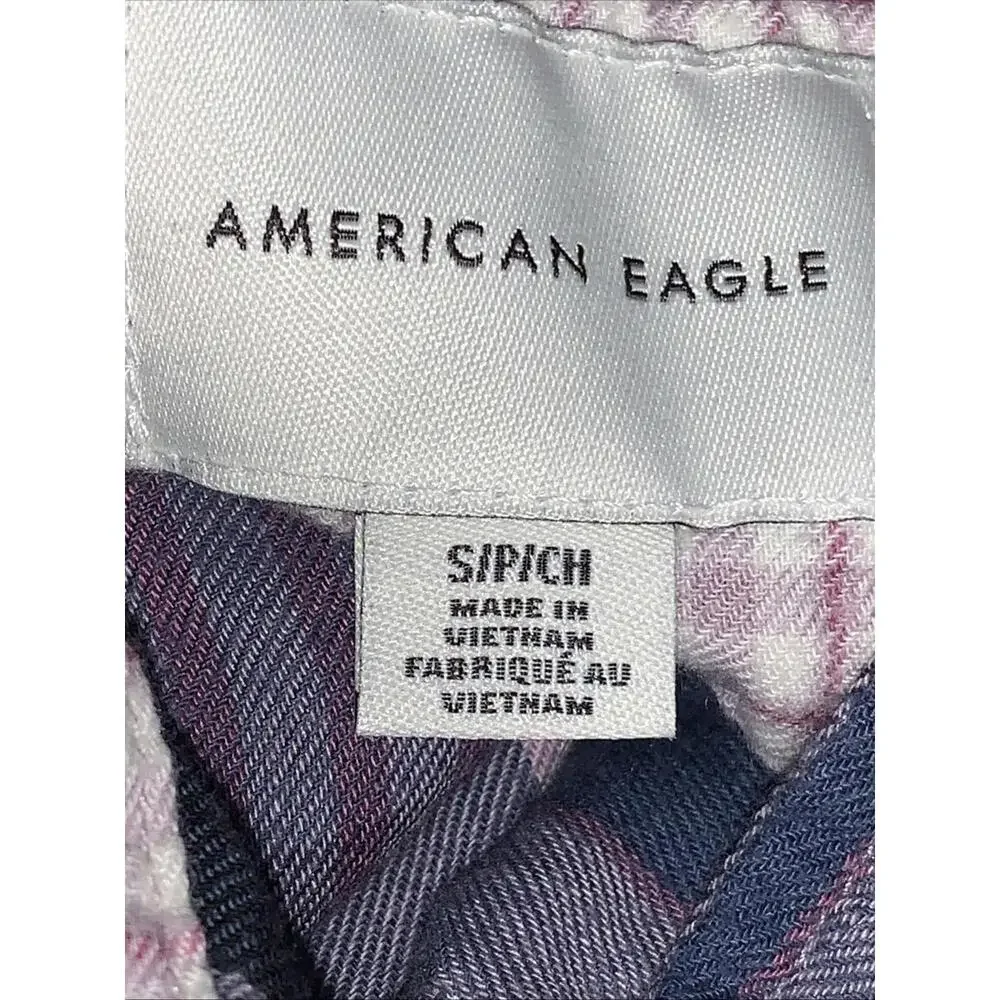 AMERICAN EAGLE
S/P/CH
MADE IN
VIETNAM
FABRIQUÉ AU
VIETNAM